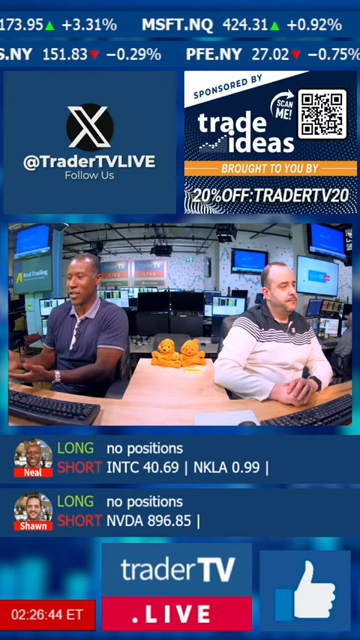 173.95 ▲ +3.31% MSFT.NQ 424.31▲ +0.92%
S.NY 151.83▼ −0.29% PFE.NY 27.02▼ −0.75%
@TraderTVLIVE
Follow Us
SPONSORED BY
SCAN
ME!
trade
ideas
BROUGHT TO YOU BY
20%OFF:TRADERTV20
LONG no positions
SHORT INTC 40.69 | NKLA 0.99 |
Neal
LONG no positions
SHORT NVDA 896.85 |
Shawn
traderTV
.LIVE
02:26:44 ET